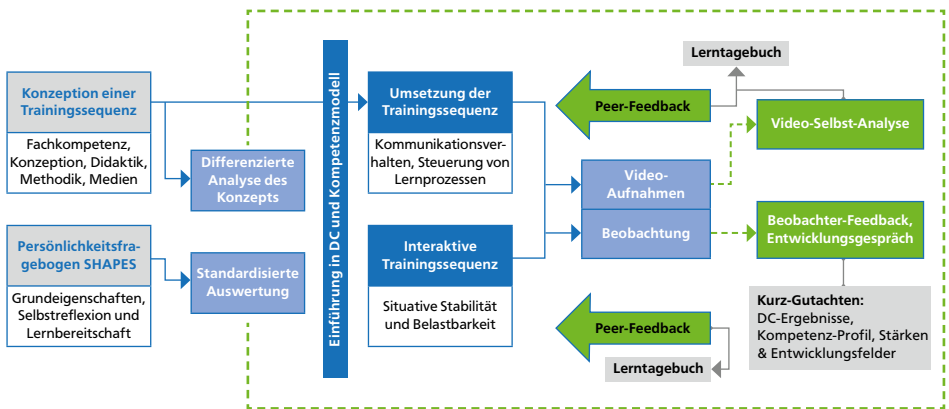 Konzeption einer
Trainingssequenz
Fachkompetenz,
Konzeption, Didaktik,
Methodik, Medien
Differenzierte
Analyse des
Konzepts
Persönlichkeitsfra-
gebogen SHAPES
Grundeigenschaften,
Selbstreflexion und
Lernbereitschaft
Standardisierte
Auswertung
Einführung in DC und Kompetenzmodell
Umsetzung der
Trainingssequenz
Kommunikationsver-
halten, Steuerung von
Lernprozessen
Interaktive
Trainingssequenz
Situative Stabilität
und Belastbarkeit
Lerntagebuch
Peer-Feedback
Video-Selbst-Analyse
Video-
Aufnahmen
Beobachtung
Beobachter-Feedback,
Entwicklungsgespräch
Kurz-Gutachten:
DC-Ergebnisse,
Kompetenz-Profil, Stärken
& Entwicklungsfelder
Peer-Feedback
Lerntagebuch